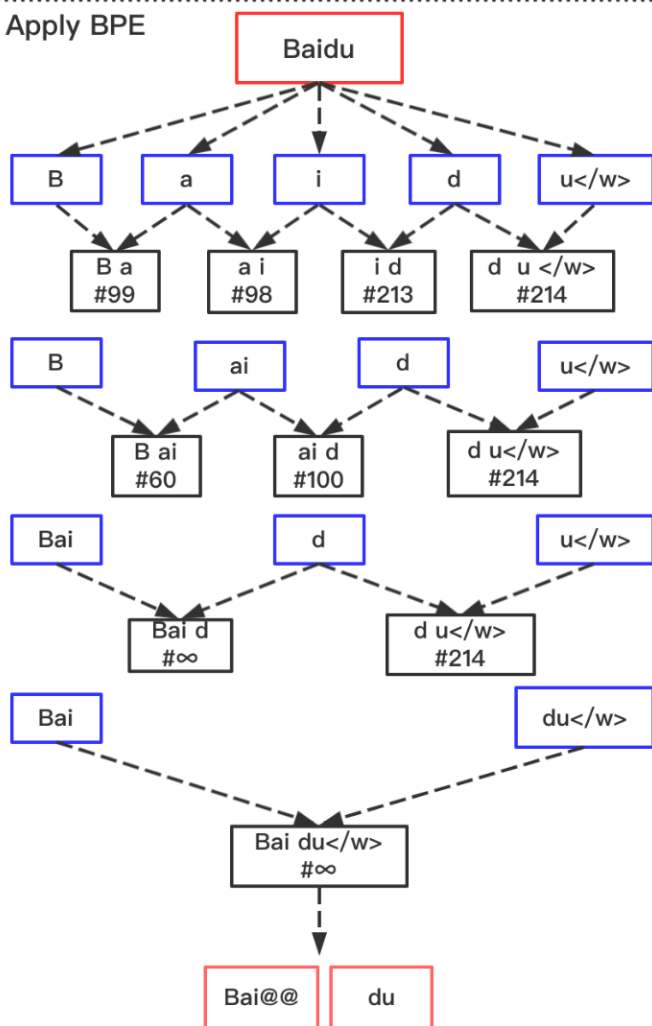 Apply BPE
Baidu
B
a
i
d
u</w>
B a
#99
a i
#98
i d
#213
d u </w>
#214
B
ai
d
u</w>
B ai
#60
ai d
#100
d u</w>
#214
Bai
d
u</w>
Bai d
#∞
d u</w>
#214
Bai
du</w>
Bai du</w>
#∞
Bai@@
du